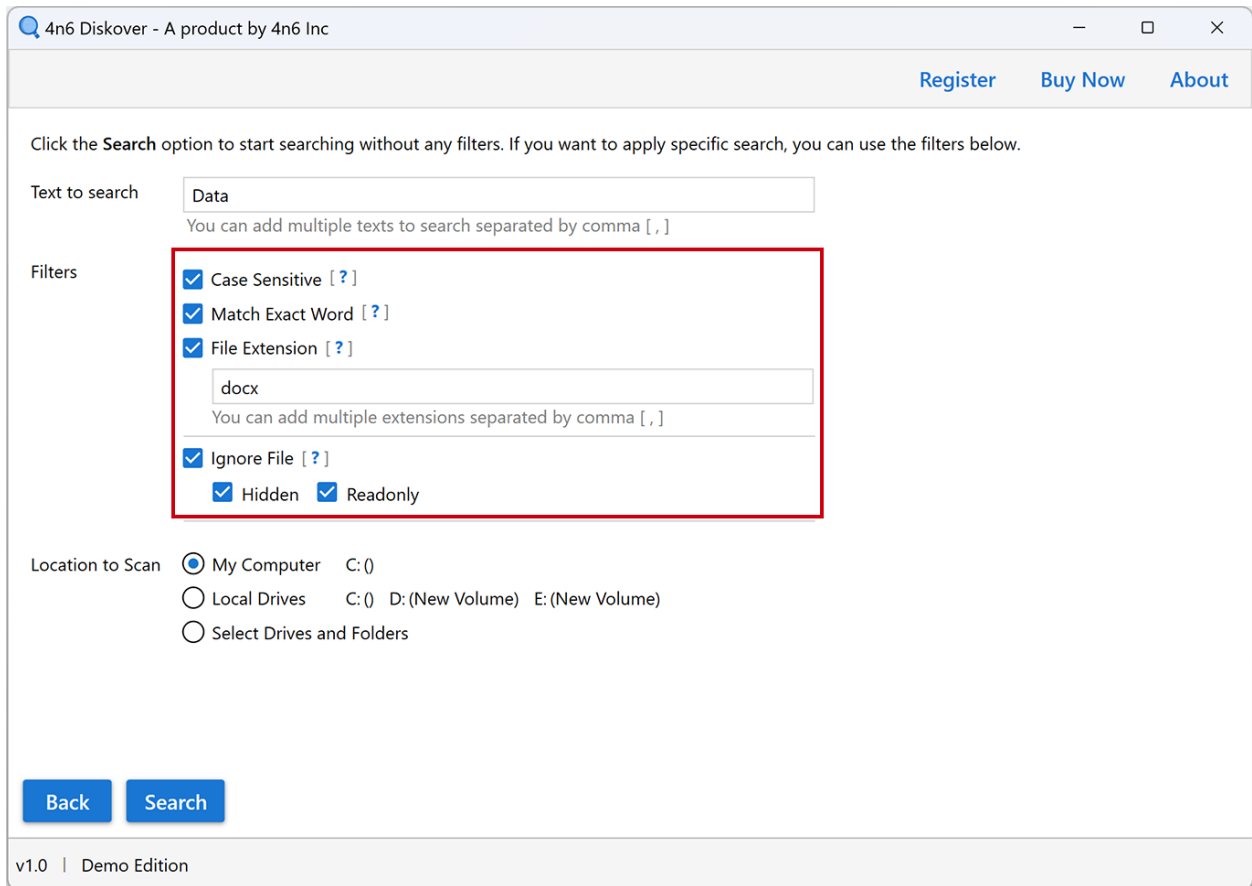 4n6 Diskover - A product by 4n6 Inc
Register Buy Now About
Click the Search option to start searching without any filters. If you want to apply specific search, you can use the filters below.
Text to search Data
You can add multiple texts to search separated by comma [ , ]
Filters
Case Sensitive [ ? ]
Match Exact Word [ ? ]
File Extension [ ? ]
docx
You can add multiple extensions separated by comma [ , ]
Ignore File [ ? ]
Hidden Readonly
Location to Scan My Computer C: ()
Local Drives C: () D: (New Volume) E: (New Volume)
Select Drives and Folders
Back Search
v1.0 | Demo Edition